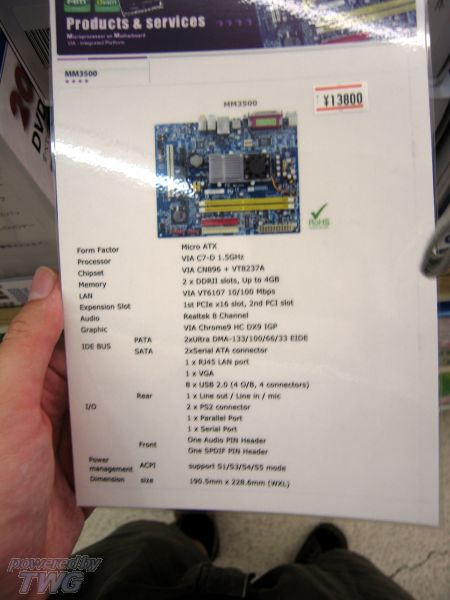 Products & services
Microprocessor on Motherboard
VIA - Integrated Platform
MM3500
MM3500
¥13800
RoHS
Form Factor Micro ATX
Processor VIA C7-D 1.5GHz
Chipset VIA CN896 + VT8237A
Memory 2 x DDRII slots, Up to 4GB
LAN VIA VT6107 10/100 Mbps
Expansion Slot 1st PCIe x16 slot, 2nd PCI slot
Audio Realtek 8 Channel
Graphic VIA Chrome9 HC DX9 IGP
IDE BUS PATA 2xUltra DMA-133/100/66/33 EIDE
SATA 2xSerial ATA connector
1 x RJ45 LAN port
1 x VGA
8 x USB 2.0 (4 O/B, 4 connectors)
I/O Rear 1 x Line out / Line in / mic
2 x PS2 connector
1 x Parallel Port
1 x Serial Port
Front One Audio PIN Header
One SPDIF PIN Header
Power management ACPI support S1/S3/S4/S5 mode
Dimension size 190.5mm x 228.6mm (WXL)
DVD
powered by
TWG